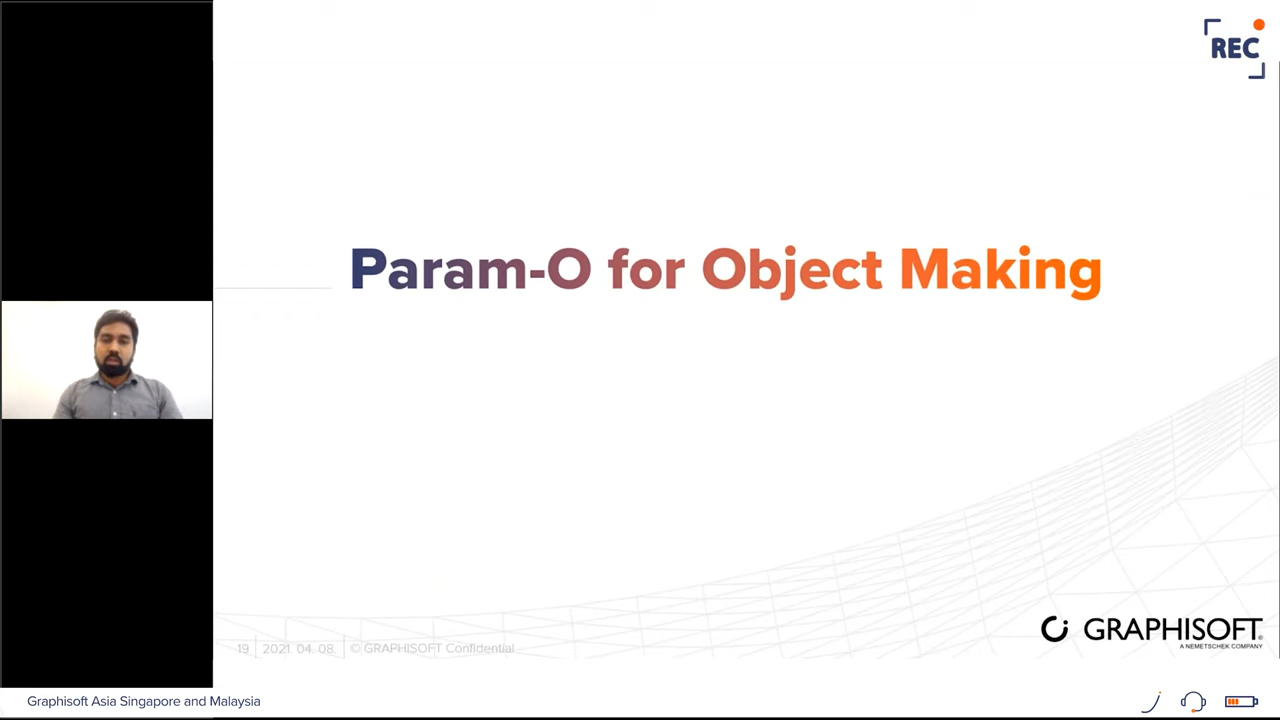 REC
Param-O for Object Making
GRAPHISOFT®
A NEMETSCHEK COMPANY
19 2021. 04. 08. © GRAPHISOFT Confidential
Graphisoft Asia Singapore and Malaysia